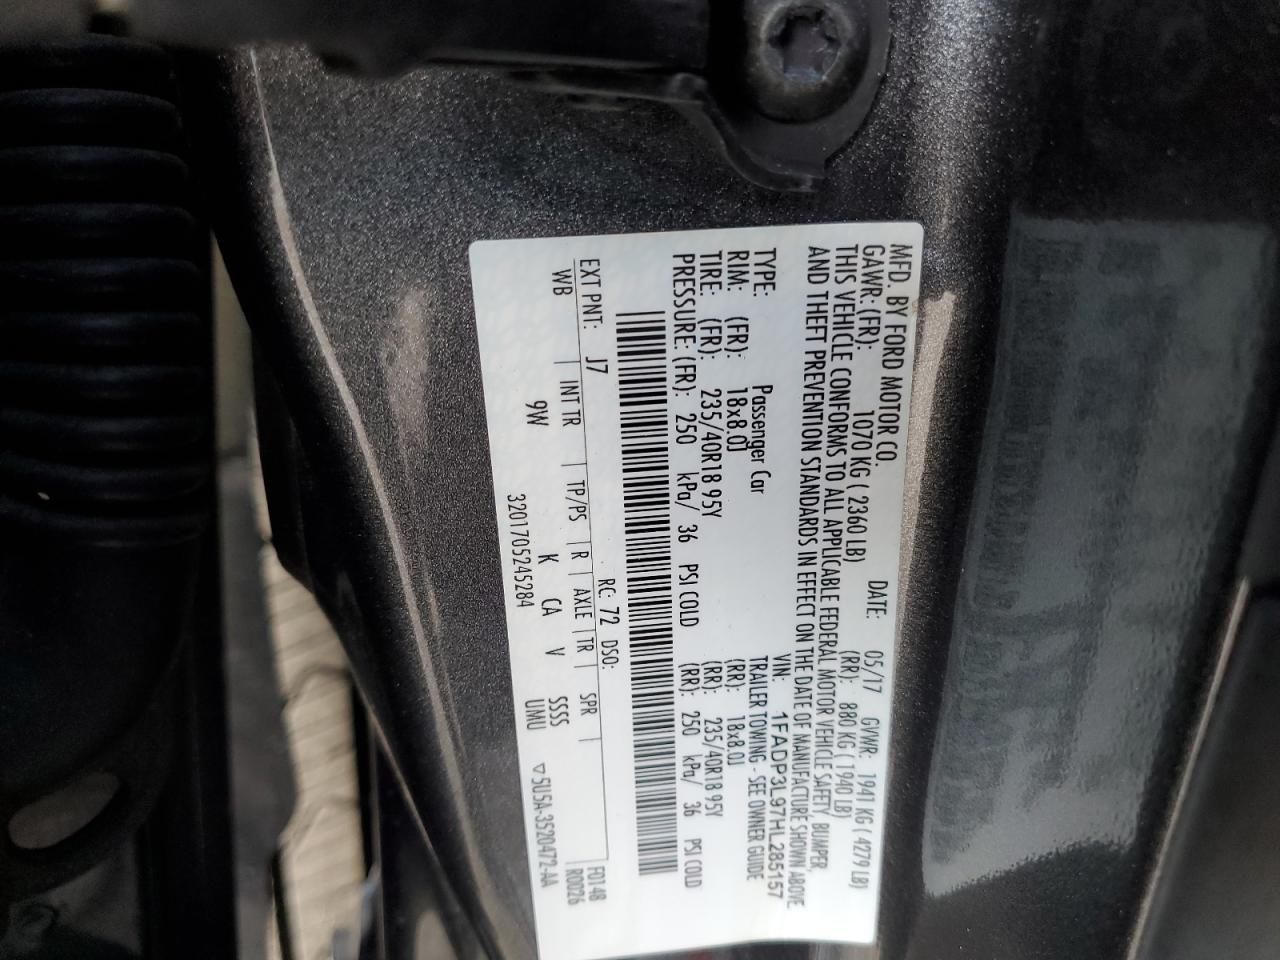 MFD. BY FORD MOTOR CO.
DATE: 05/17 GVWR: 1941 KG ( 4279 LB)
GAWR: (FR): 1070 KG ( 2360 LB) (RR): 880 KG ( 1940 LB)
THIS VEHICLE CONFORMS TO ALL APPLICABLE FEDERAL MOTOR VEHICLE SAFETY, BUMPER,
AND THEFT PREVENTION STANDARDS IN EFFECT ON THE DATE OF MANUFACTURE SHOWN ABOVE.
VIN: 1FADP3L97HL285157
TYPE: Passenger Car TRAILER TOWING - SEE OWNER GUIDE
RIM: (FR): 18x8.0J (RR): 18x8.0J
TIRE: (FR): 235/40R18 95Y (RR): 235/40R18 95Y
PRESSURE: (FR): 250 kPa/ 36 PSI COLD (RR): 250 kPa/ 36 PSI COLD
EXT PNT: J7 RC: 72 DSO: F0148
WB | INT TR | TP/PS | R | AXLE | TR | SPR | R0026
9W K CA V SSSS
3201705245284 UMU ▽5U5A-3520472-AA